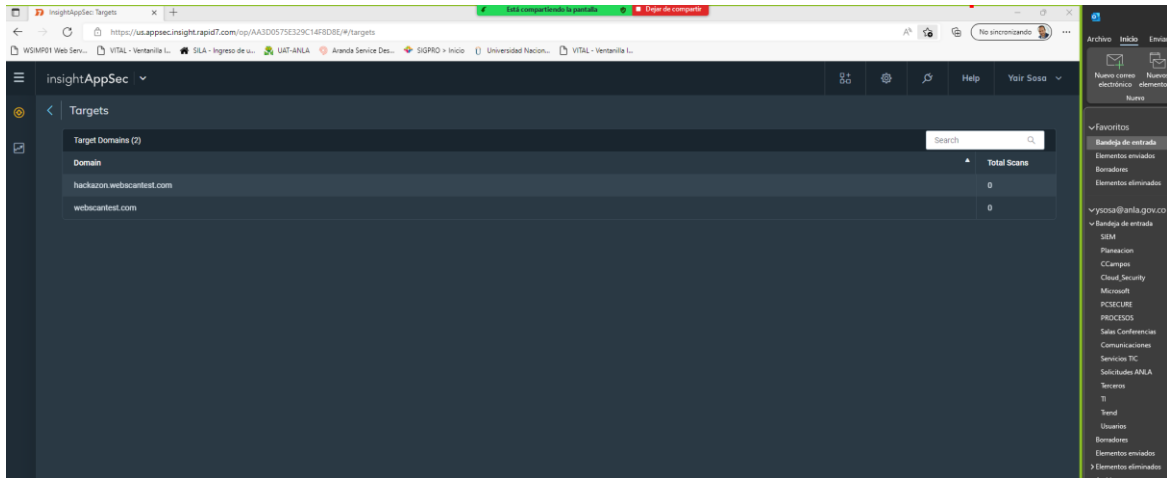 InsightAppSec: Targets
Está compartiendo la pantalla
Dejar de compartir
https://us.appsec.insight.rapid7.com/op/AA3D0575E329C14F8D8E/#/targets
No sincronizando
WSIMP01 Web Serv...
VITAL - Ventanilla I...
SILA - Ingreso de u...
UAT-ANLA
Aranda Service Des...
SIGPRO > Inicio
Universidad Nacion...
VITAL - Ventanilla I...
insightAppSec
Help
Yair Sosa
Targets
Target Domains (2)
Search
Domain
Total Scans
hackazon.webscantest.com
0
webscantest.com
0
Archivo
Inicio
Enviar
Nuevo correo
electrónico
Nuevos
elementos
Nuevo
Favoritos
Bandeja de entrada
Elementos enviados
Borradores
Elementos eliminados
ysosa@anla.gov.co
Bandeja de entrada
SIEM
Planeacion
CCampos
Cloud_Security
Microsoft
PCSECURE
PROCESOS
Salas Conferencias
Comunicaciones
Servicios TIC
Solicitudes ANLA
Terceros
TI
Trend
Usuarios
Borradores
Elementos enviados
Elementos eliminados